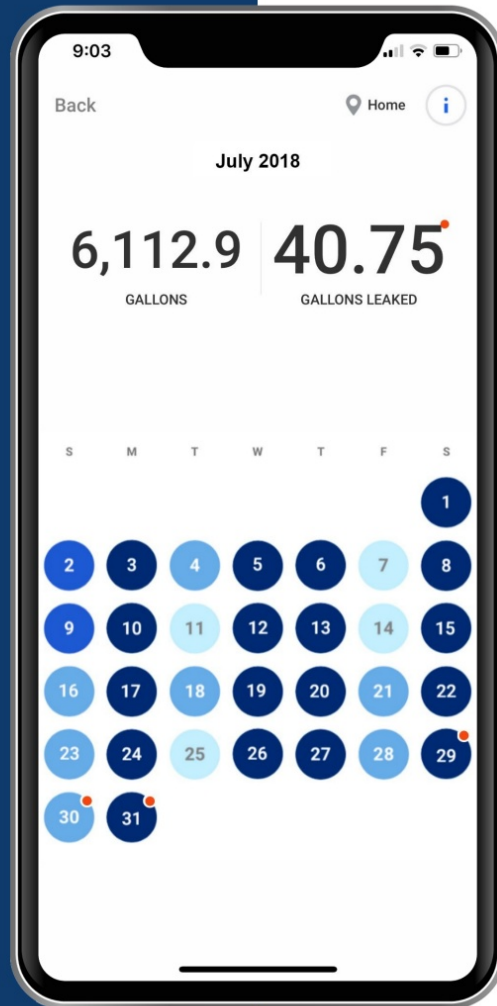 9:03
Back Home i
July 2018
6,112.9 40.75
GALLONS GALLONS LEAKED
S M T W T F S
1
2 3 4 5 6 7 8
9 10 11 12 13 14 15
16 17 18 19 20 21 22
23 24 25 26 27 28 29
30 31